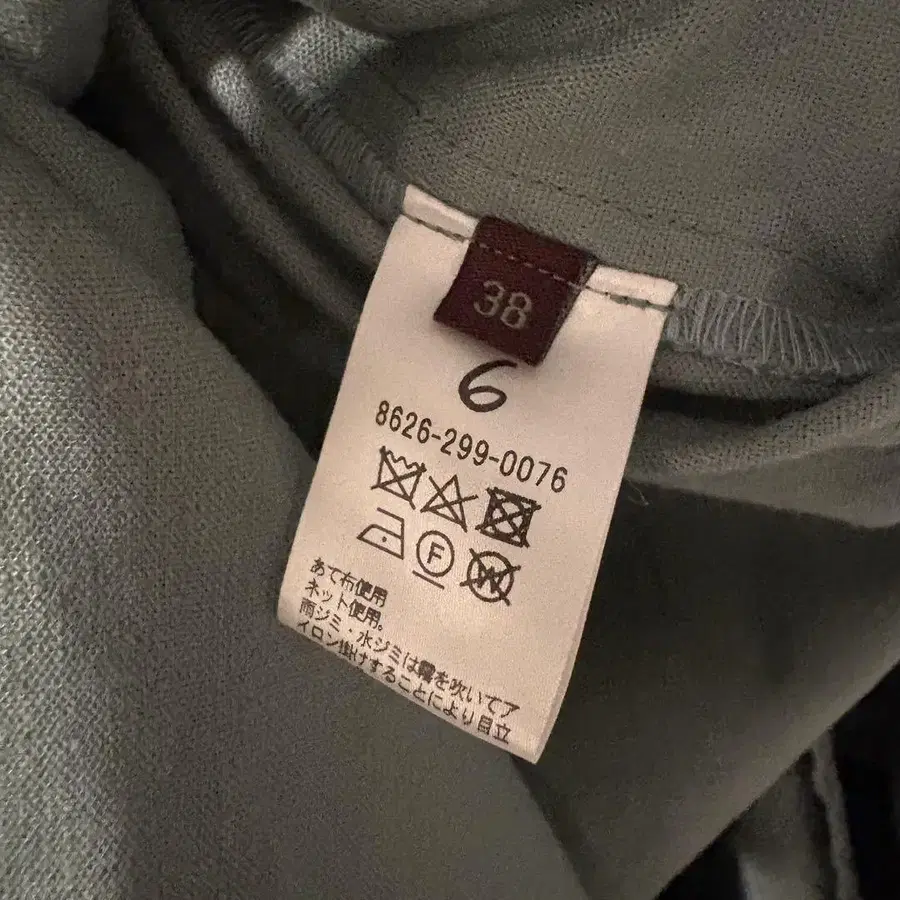 38
6
8626-299-0076
F
W
あて布使用
ネット使用。
雨ジミ・水ジミは霧を吹いてア
イロン掛けすることにより目立